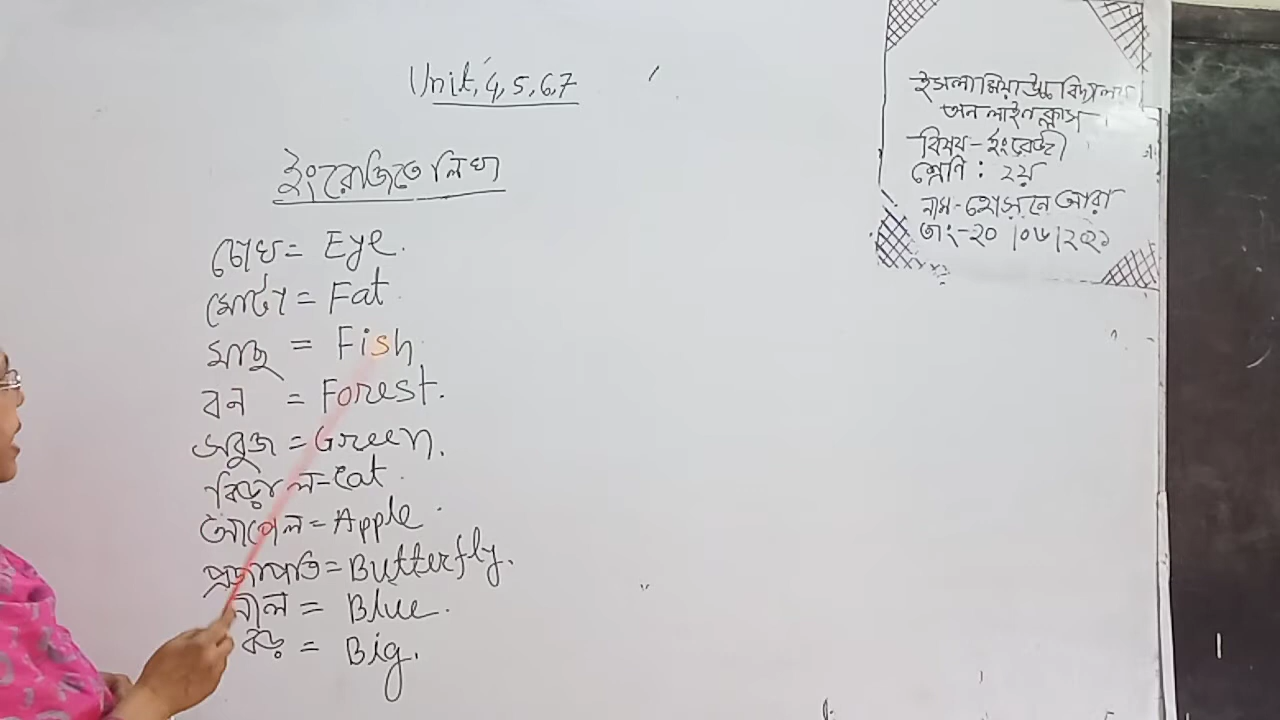 Unit, 4, 5, 6, 7
ইংরেজিতে লিখ
চোখ = Eye.
মোটা = Fat.
মাছ = Fish.
বন = Forest.
সবুজ = Green.
বিড়াল = Cat.
আপেল = Apple.
প্রজাপতি = Butterfly.
নীল = Blue.
বড় = Big.
ইসলামিয়া উচ্চ বিদ্যালয়
অনলাইন ক্লাস
বিষয় - ইংরেজী
শ্রেণি : ২য়
নাম - হোসনে আরা
তাং - ২০/০৬/২০২১